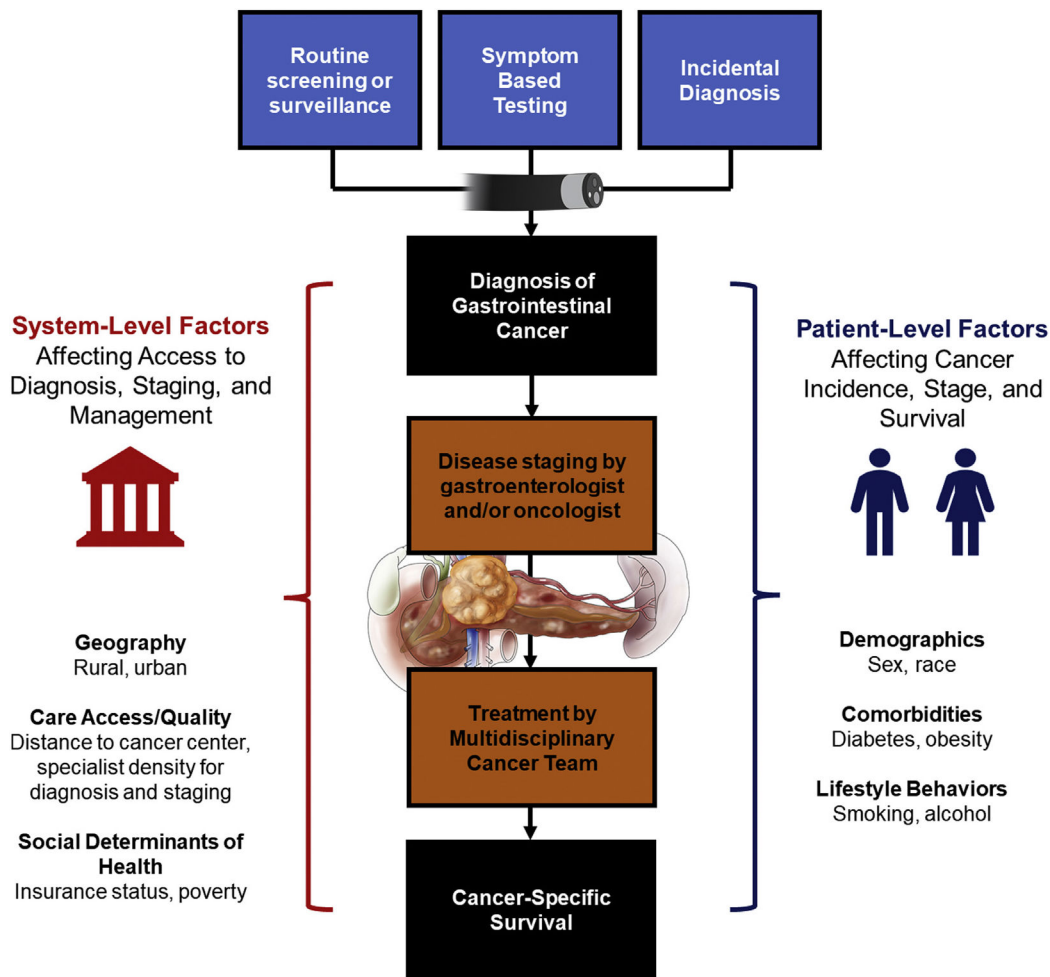 Routine
screening or
surveillance
Symptom
Based
Testing
Incidental
Diagnosis
Diagnosis of
Gastrointestinal
Cancer
System-Level Factors
Affecting Access to
Diagnosis, Staging, and
Management
Patient-Level Factors
Affecting Cancer
Incidence, Stage, and
Survival
Disease staging by
gastroenterologist
and/or oncologist
Geography
Rural, urban
Care Access/Quality
Distance to cancer center,
specialist density for
diagnosis and staging
Social Determinants of
Health
Insurance status, poverty
Demographics
Sex, race
Comorbidities
Diabetes, obesity
Lifestyle Behaviors
Smoking, alcohol
Treatment by
Multidisciplinary
Cancer Team
Cancer-Specific
Survival